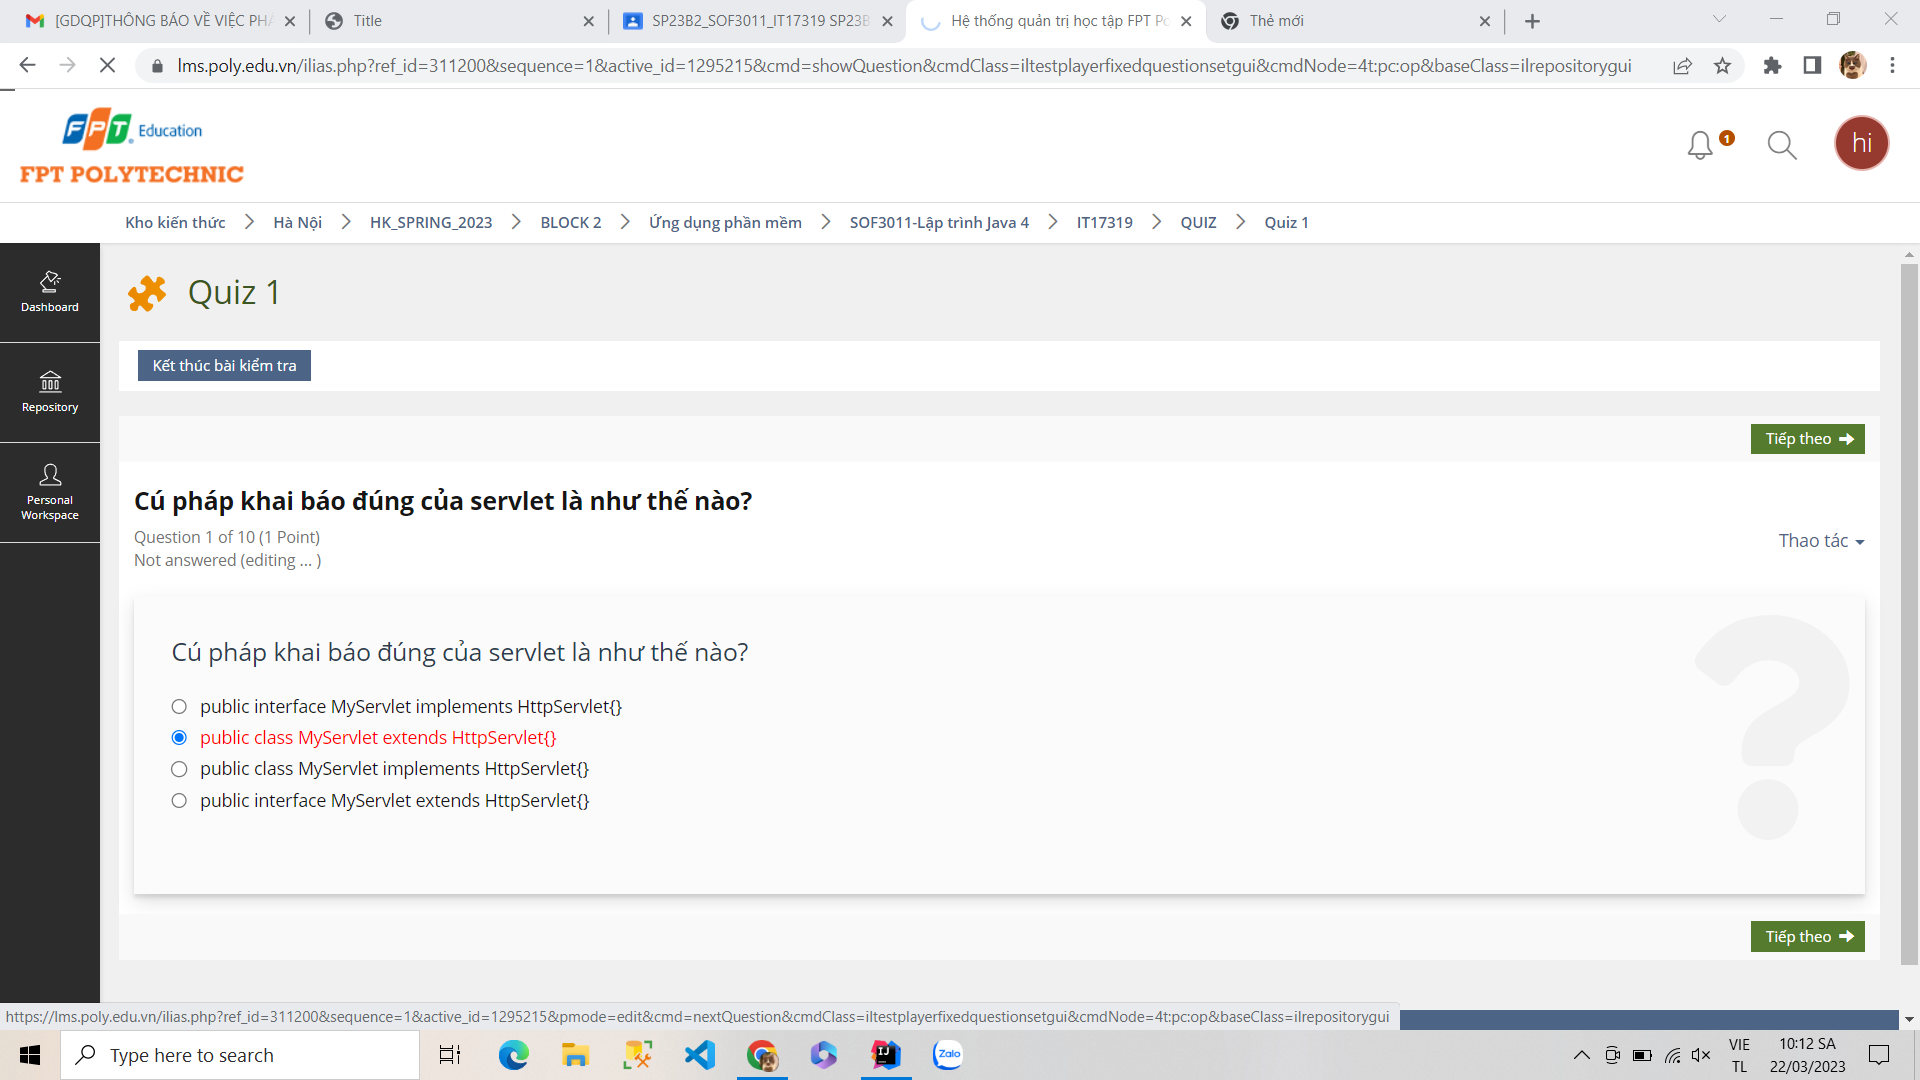 [GDQP]THÔNG BÁO VỀ VIỆC PHÁ
Title
SP23B2_SOF3011_IT17319 SP23B
Hệ thống quản trị học tập FPT Po
Thẻ mới
lms.poly.edu.vn/ilias.php?ref_id=311200&sequence=1&active_id=1295215&cmd=showQuestion&cmdClass=iltestplayerfixedquestionsetgui&cmdNode=4t:pc:op&baseClass=ilrepositorygui
FPT Education
FPT POLYTECHNIC
1
hi
Kho kiến thức
Hà Nội
HK_SPRING_2023
BLOCK 2
Ứng dụng phần mềm
SOF3011-Lập trình Java 4
IT17319
QUIZ
Quiz 1
Dashboard
Repository
Personal
Workspace
Quiz 1
Kết thúc bài kiểm tra
Tiếp theo
Cú pháp khai báo đúng của servlet là như thế nào?
Question 1 of 10 (1 Point)
Not answered (editing ... )
Thao tác
Cú pháp khai báo đúng của servlet là như thế nào?
public interface MyServlet implements HttpServlet{}
public class MyServlet extends HttpServlet{}
public class MyServlet implements HttpServlet{}
public interface MyServlet extends HttpServlet{}
Tiếp theo
https://lms.poly.edu.vn/ilias.php?ref_id=311200&sequence=1&active_id=1295215&pmode=edit&cmd=nextQuestion&cmdClass=iltestplayerfixedquestionsetgui&cmdNode=4t:pc:op&baseClass=ilrepositorygui
Type here to search
Zalo
VIE
TL
10:12 SA
22/03/2023